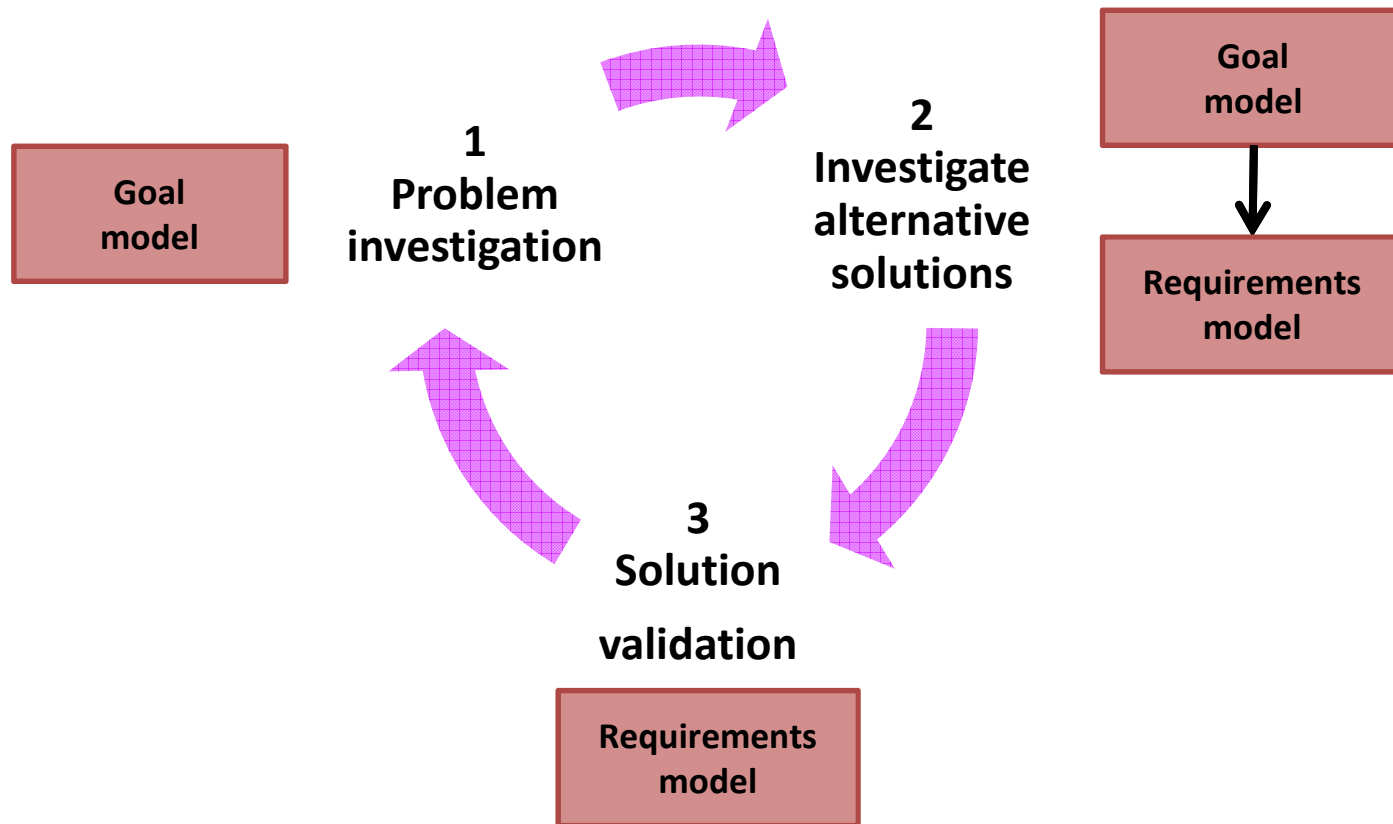 Goal
model
1
Problem
investigation
2
Investigate
alternative
solutions
Goal
model
Requirements
model
3
Solution
validation
Requirements
model